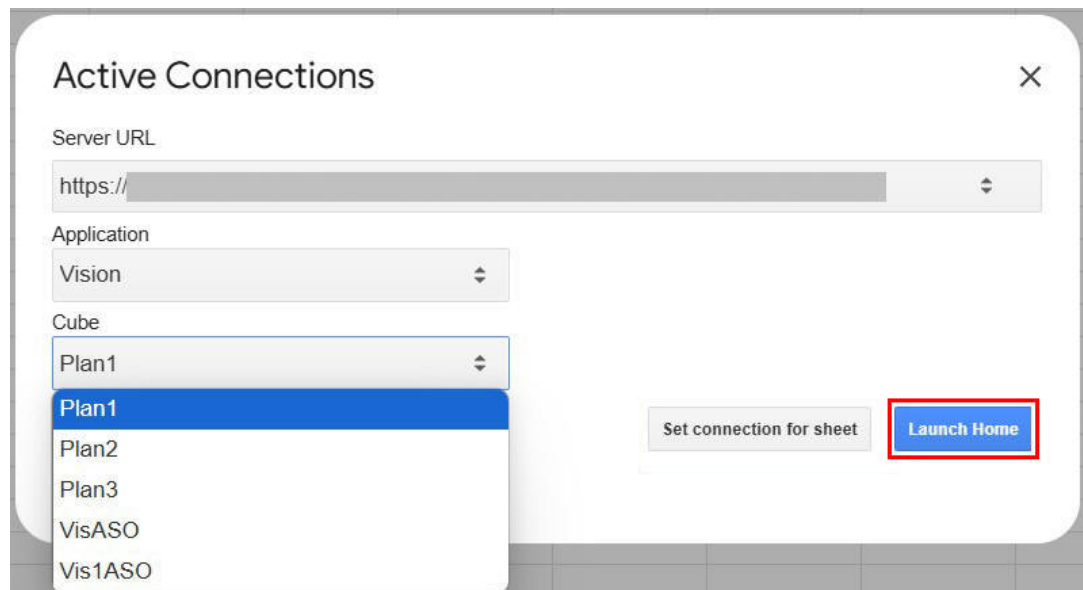 Active Connections
Server URL
https://
Application
Vision
Cube
Plan1
Plan1
Plan2
Plan3
VisASO
Vis1ASO
Set connection for sheet
Launch Home